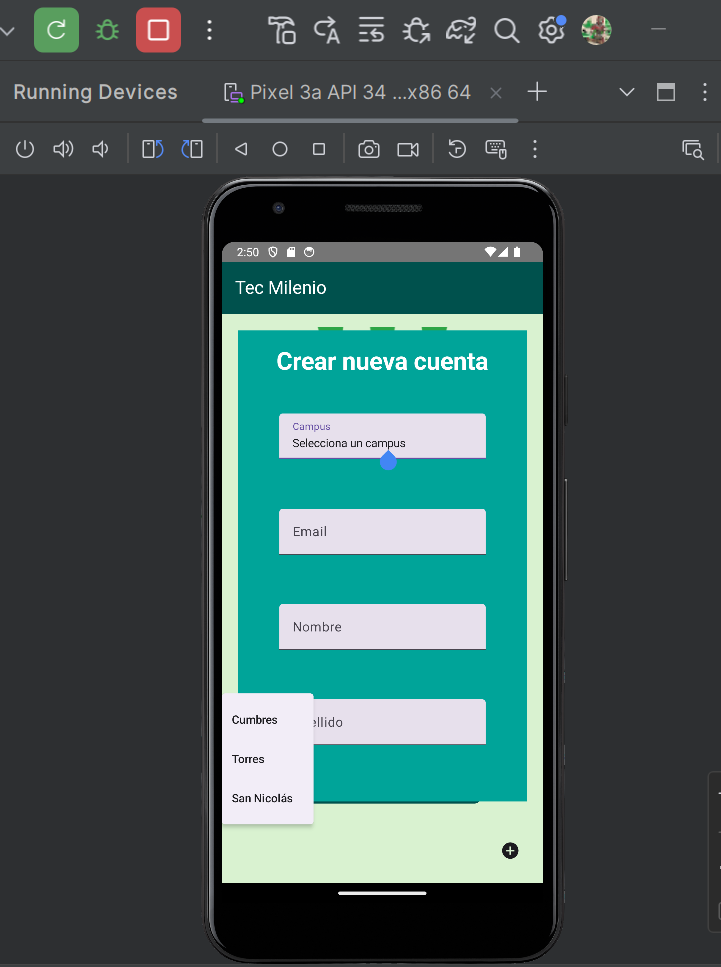 Running Devices
Pixel 3a API 34 ...x86 64
2:50
Tec Milenio
Crear nueva cuenta
Campus
Selecciona un campus
Email
Nombre
ellido
Cumbres
Torres
San Nicolás